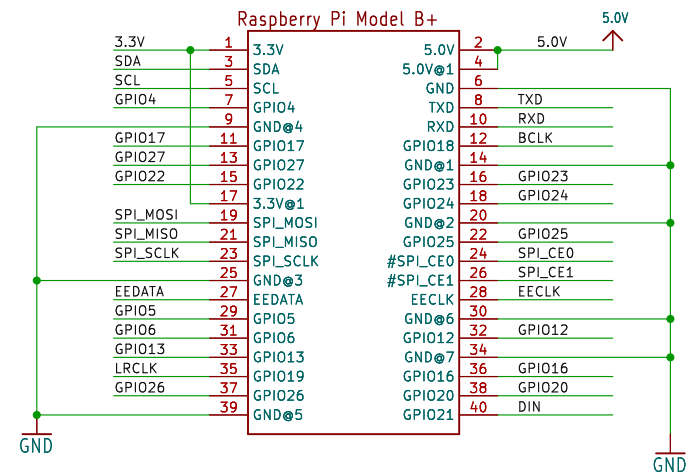 Raspberry Pi Model B+
5.0V
3.3V 1 3.3V 5.0V 2 5.0V
SDA 3 SDA 5.0V@1 4
SCL 5 SCL GND 6
GPIO4 7 GPIO4 TXD 8 TXD
9 GND@4 RXD 10 RXD
GPIO17 11 GPIO17 GPIO18 12 BCLK
GPIO27 13 GPIO27 GND@1 14
GPIO22 15 GPIO22 GPIO23 16 GPIO23
17 3.3V@1 GPIO24 18 GPIO24
SPI_MOSI 19 SPI_MOSI GND@2 20
SPI_MISO 21 SPI_MISO GPIO25 22 GPIO25
SPI_SCLK 23 SPI_SCLK #SPI_CE0 24 SPI_CE0
25 GND@3 #SPI_CE1 26 SPI_CE1
EEDATA 27 EEDATA EECLK 28 EECLK
GPIO5 29 GPIO5 GND@6 30
GPIO6 31 GPIO6 GPIO12 32 GPIO12
GPIO13 33 GPIO13 GND@7 34
LRCLK 35 GPIO19 GPIO16 36 GPIO16
GPIO26 37 GPIO26 GPIO20 38 GPIO20
39 GND@5 GPIO21 40 DIN
GND
GND